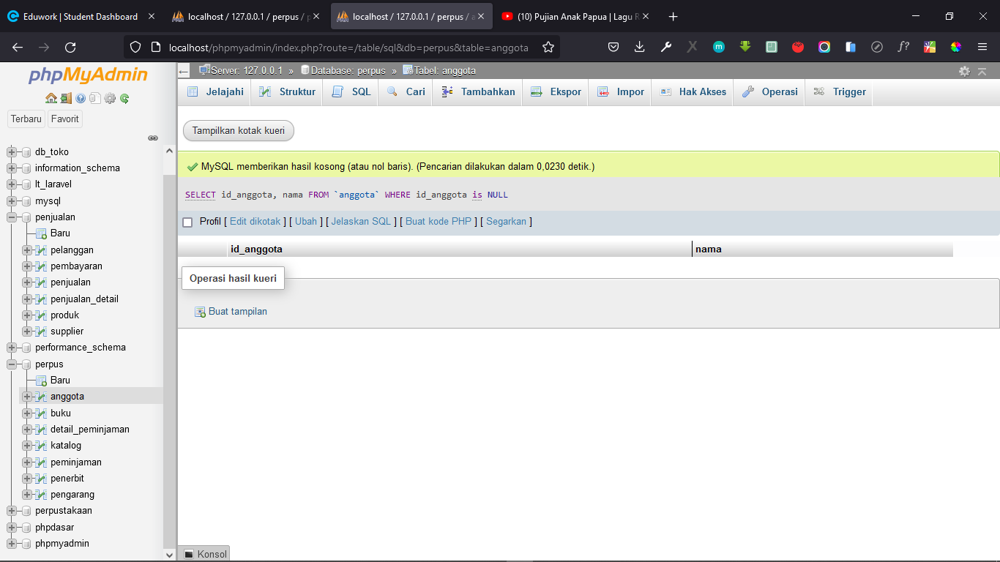 Eduwork | Student Dashboard
localhost / 127.0.0.1 / perpus / p
localhost / 127.0.0.1 / perpus / a
(10) Pujian Anak Papua | Lagu R
localhost/phpmyadmin/index.php?route=/table/sql&db=perpus&table=anggota
phpMyAdmin
Terbaru Favorit
db_toko
information_schema
lt_laravel
mysql
penjualan
Baru
pelanggan
pembayaran
penjualan
penjualan_detail
produk
supplier
performance_schema
perpus
Baru
anggota
buku
detail_peminjaman
katalog
peminjaman
penerbit
pengarang
perpustakaan
phpdasar
phpmyadmin
Server: 127.0.0.1 » Database: perpus » Tabel: anggota
Jelajahi Struktur SQL Cari Tambahkan Ekspor Impor Hak Akses Operasi Trigger
Tampilkan kotak kueri
MySQL memberikan hasil kosong (atau nol baris). (Pencarian dilakukan dalam 0,0230 detik.)
SELECT id_anggota, nama FROM `anggota` WHERE id_anggota is NULL
Profil [ Edit dikotak ] [ Ubah ] [ Jelaskan SQL ] [ Buat kode PHP ] [ Segarkan ]
id_anggota nama
Operasi hasil kueri
Buat tampilan
Konsol